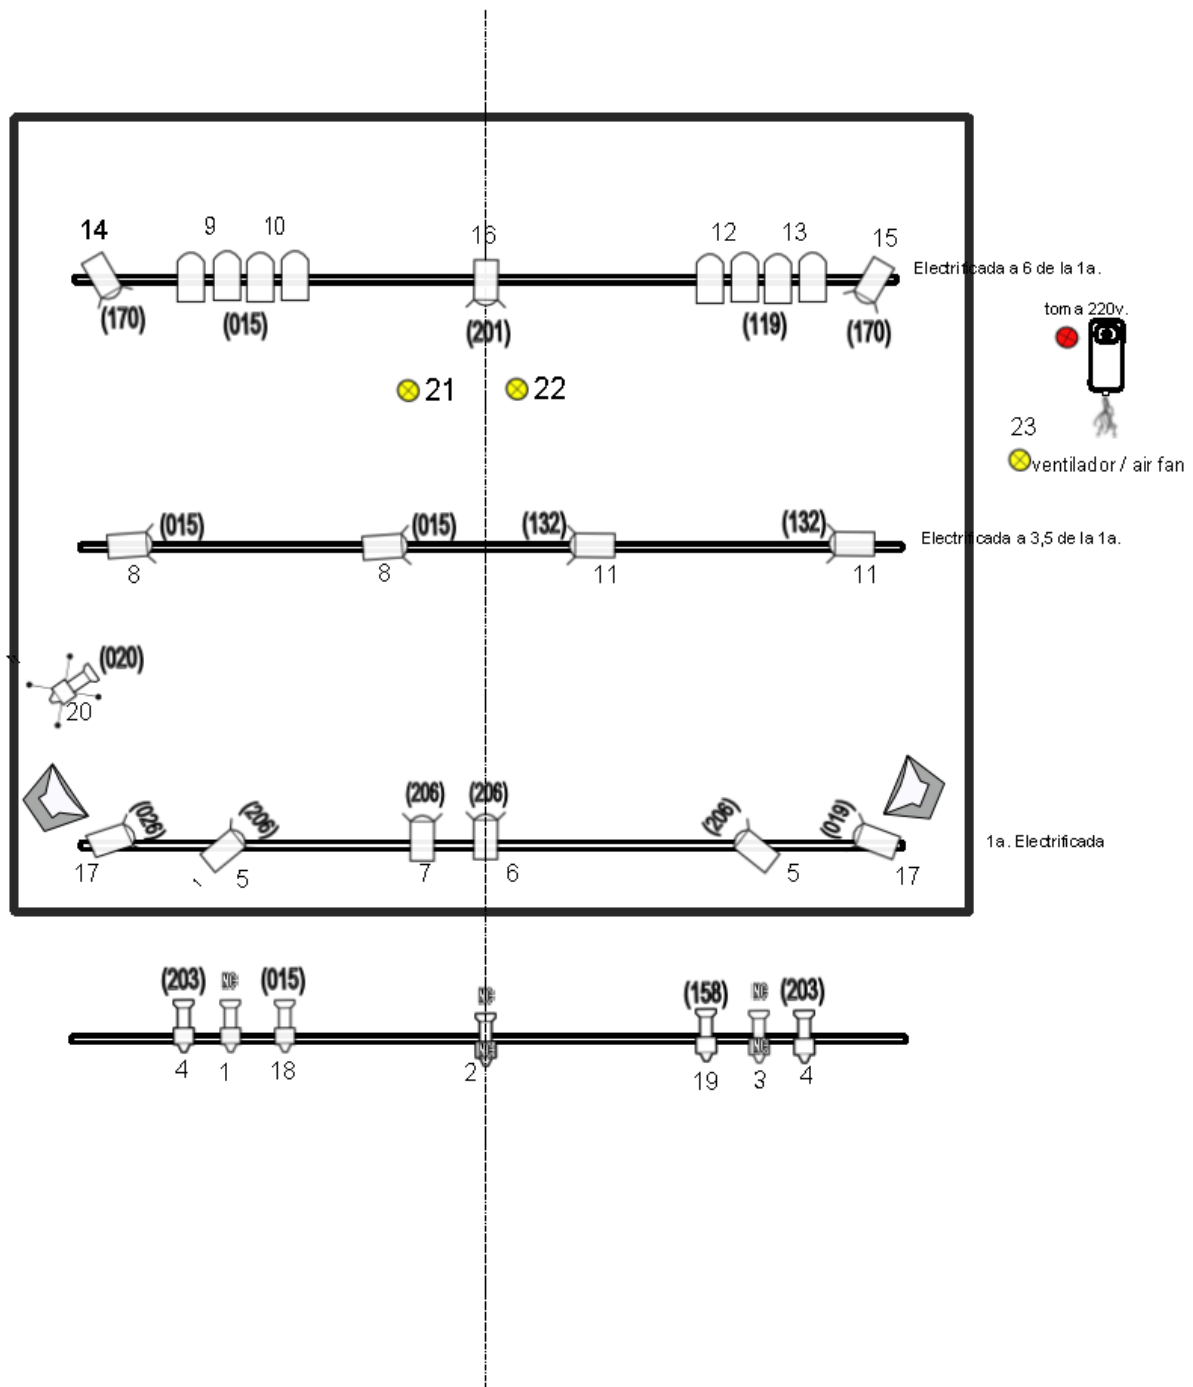 14 9 10 16 12 13 15
Electrificada a 6 de la 1a.
(170) (015) (201) (119) (170)
toma 220v.
21 22
23
ventilador / air fan
(015) (015) (132) (132)
Electrificada a 3,5 de la 1a.
8 8 11 11
(020)
20
(026) (206) (206) (206) (206) (019)
1a. Electrificada
17 5 7 6 5 17
(203) NC (015) NC (158) NC (203)
NC NC
4 1 18 2 19 3 4